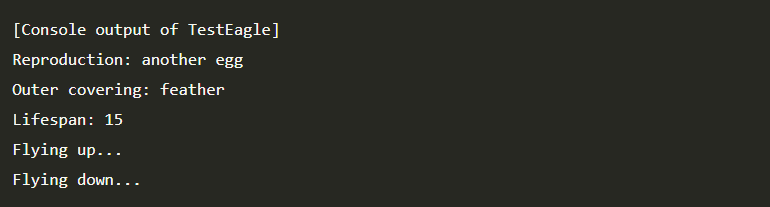 [Console output of TestEagle]
Reproduction: another egg
Outer covering: feather
Lifespan: 15
Flying up...
Flying down...